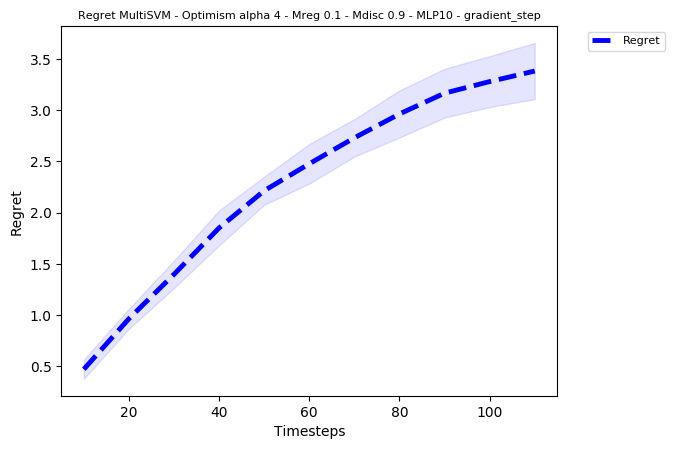 Regret MultiSVM - Optimism alpha 4 - Mreg 0.1 - Mdisc 0.9 - MLP10 - gradient_step
Regret
3.5
3.0
2.5
2.0
1.5
1.0
0.5
Regret
20 40 60 80 100
Timesteps